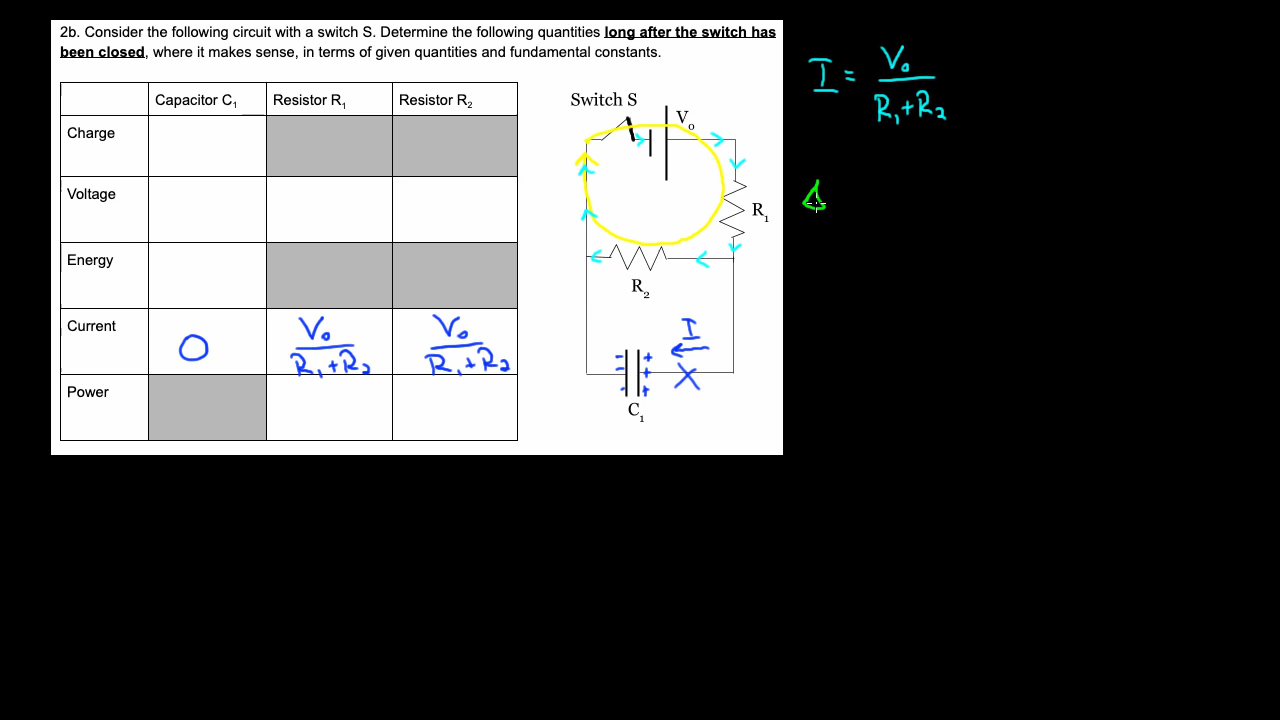 2b. Consider the following circuit with a switch S. Determine the following quantities long after the switch has
been closed, where it makes sense, in terms of given quantities and fundamental constants.
Capacitor C₁ Resistor R₁ Resistor R₂
Charge
Voltage
Energy
Current 0 V₀/(R₁+R₂) V₀/(R₁+R₂)
Power
Switch S
V₀
R₁
R₂
I
X
- + 
- +
- +
C₁
I = V₀/(R₁+R₂)
Δ